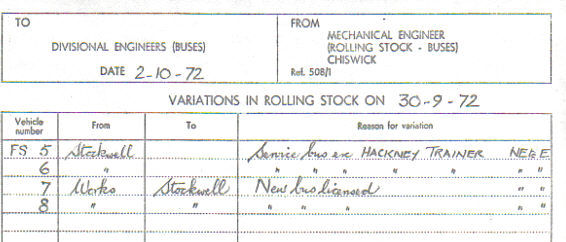 TO
DIVISIONAL ENGINEERS (BUSES)
DATE 2-10-72
FROM
MECHANICAL ENGINEER
(ROLLING STOCK - BUSES)
CHISWICK
Ref. 508/1
VARIATIONS IN ROLLING STOCK ON 30-9-72
Vehicle number From To Reason for variation
FS 5 Stockwell Service bus exc HACKNEY TRAINER
6 " " " " " " " "
7 Works Stockwell New bus licensed " "
8 " " " " " " "